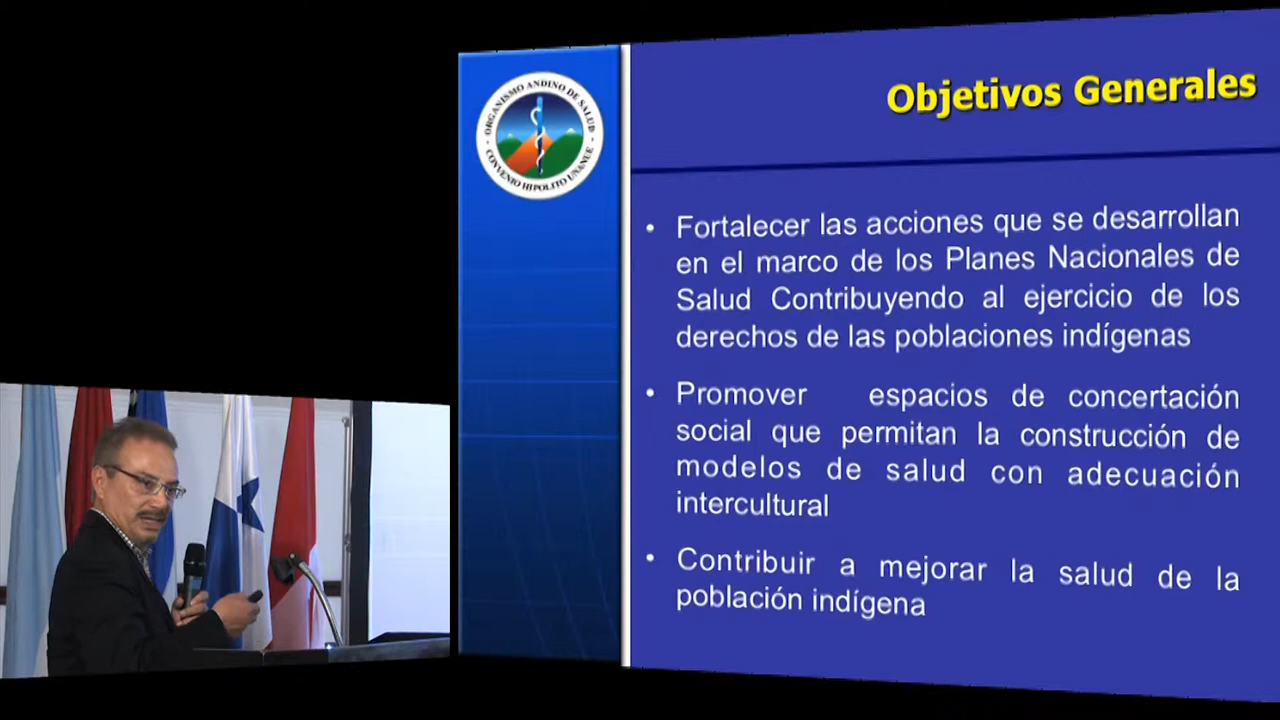 ORGANISMO ANDINO DE SALUD
CONVENIO HIPOLITO UNANUE
Objetivos Generales
• Fortalecer las acciones que se desarrollan
en el marco de los Planes Nacionales de
Salud Contribuyendo al ejercicio de los
derechos de las poblaciones indígenas
• Promover espacios de concertación
social que permitan la construcción de
modelos de salud con adecuación
intercultural
• Contribuir a mejorar la salud de la
población indígena